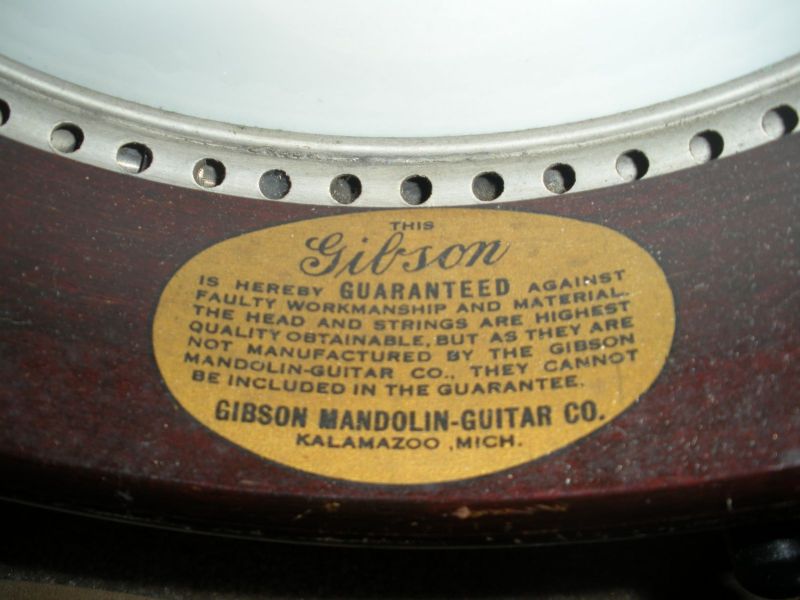 THIS
Gibson
IS HEREBY GUARANTEED AGAINST
FAULTY WORKMANSHIP AND MATERIAL.
THE HEAD AND STRINGS ARE HIGHEST
QUALITY OBTAINABLE, BUT AS THEY ARE
NOT MANUFACTURED BY THE GIBSON
MANDOLIN-GUITAR CO., THEY CANNOT
BE INCLUDED IN THE GUARANTEE.
GIBSON MANDOLIN-GUITAR CO.
KALAMAZOO, MICH.